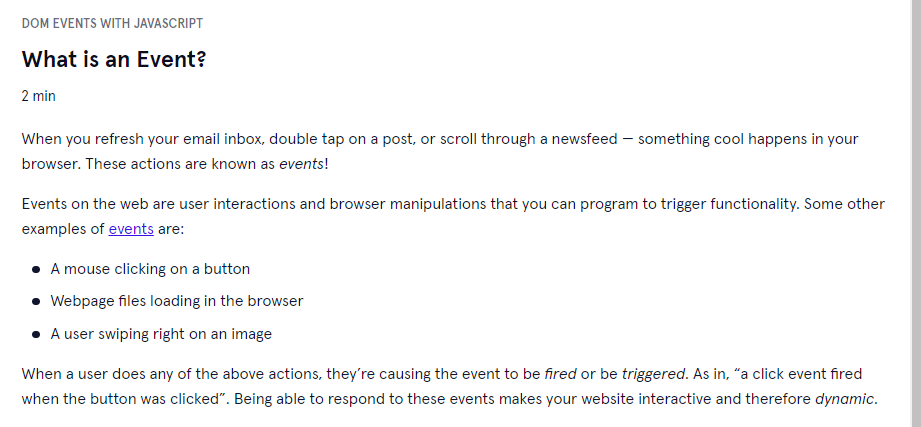 DOM EVENTS WITH JAVASCRIPT
What is an Event?
2 min
When you refresh your email inbox, double tap on a post, or scroll through a newsfeed — something cool happens in your
browser. These actions are known as events!
Events on the web are user interactions and browser manipulations that you can program to trigger functionality. Some other
examples of events are:
● A mouse clicking on a button
● Webpage files loading in the browser
● A user swiping right on an image
When a user does any of the above actions, they’re causing the event to be fired or be triggered. As in, “a click event fired
when the button was clicked”. Being able to respond to these events makes your website interactive and therefore dynamic.